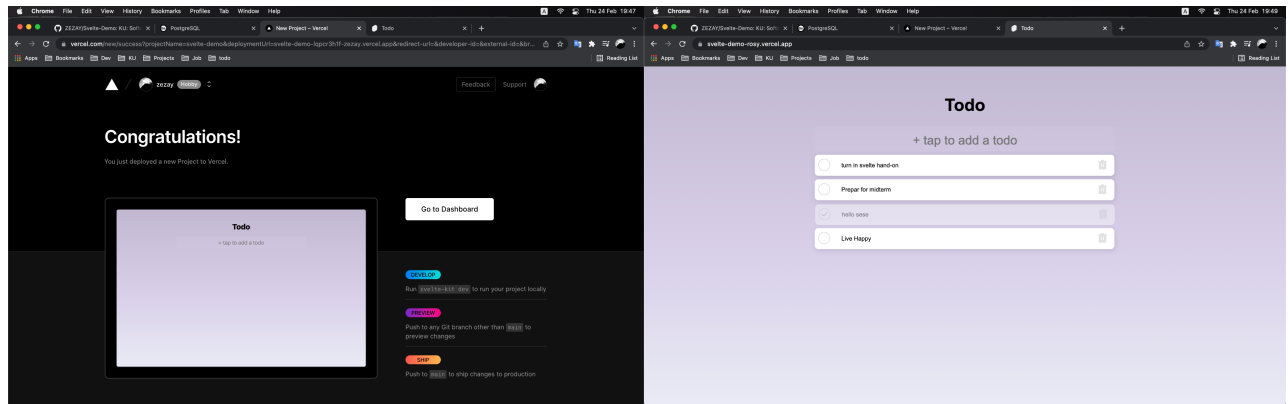 Chrome File Edit View History Bookmarks Profiles Tab Window Help
A
Thu 24 Feb 19:47
PostgreSQL
New Project – Vercel
Todo
Apps Bookmarks Dev KU Projects Job todo
Reading List
zezay Hobby
Feedback Support
Congratulations!
You just deployed a new Project to Vercel.
Todo
+ tap to add a todo
Go to Dashboard
DEVELOP
Run svelte-kit dev to run your project locally
PREVIEW
Push to any Git branch other than main to
preview changes
SHIP
Push to main to ship changes to production
Chrome File Edit View History Bookmarks Profiles Tab Window Help
A
Thu 24 Feb 19:49
PostgreSQL
New Project – Vercel
Todo
svelte-demo-rosy.vercel.app
Apps Bookmarks Dev KU Projects Job todo
Reading List
Todo
+ tap to add a todo
turn in svelte hand-on
Prepar for midterm
Live Happy